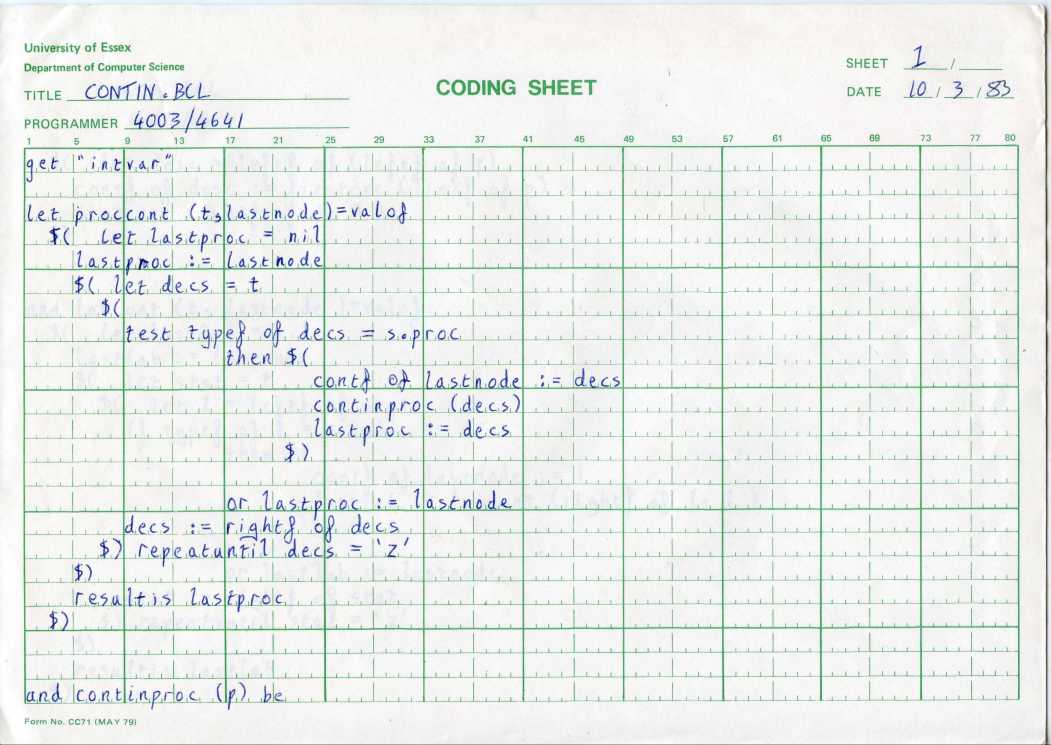 University of Essex
Department of Computer Science
TITLE CONTIN.BCL
CODING SHEET
SHEET 1 /
DATE 10 / 3 / 83
PROGRAMMER 4003/4641
1 5 9 13 17 21 25 29 33 37 41 45 49 53 57 61 65 69 73 77 80
get "intvar"
let proccont (t,lastnode)=valof
$( let lastproc = nil
lastproc := lastnode
$( let decs = t
$(
test typef of decs = s.proc
then $(
contf of lastnode := decs
continproc (decs)
lastproc := decs
$)
or lastproc := lastnode
decs := rightf of decs
$) repeatuntil decs = 'z'
$)
resultis lastproc
$)
and continproc (p) be
Form No. CC71 (MAY 79)